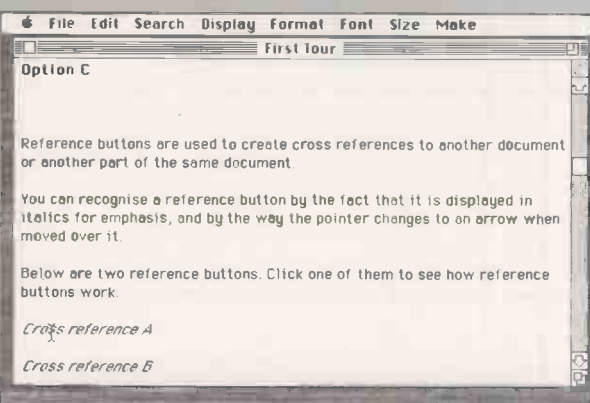 File Edit Search Display Format Font Size Make
First Tour
Option C
Reference buttons are used to create cross references to another document
or another part of the same document.
You can recognise a reference button by the fact that it is displayed in
italics for emphasis, and by the way the pointer changes to an arrow when
moved over it.
Below are two reference buttons. Click one of them to see how reference
buttons work.
Cross reference A
Cross reference B